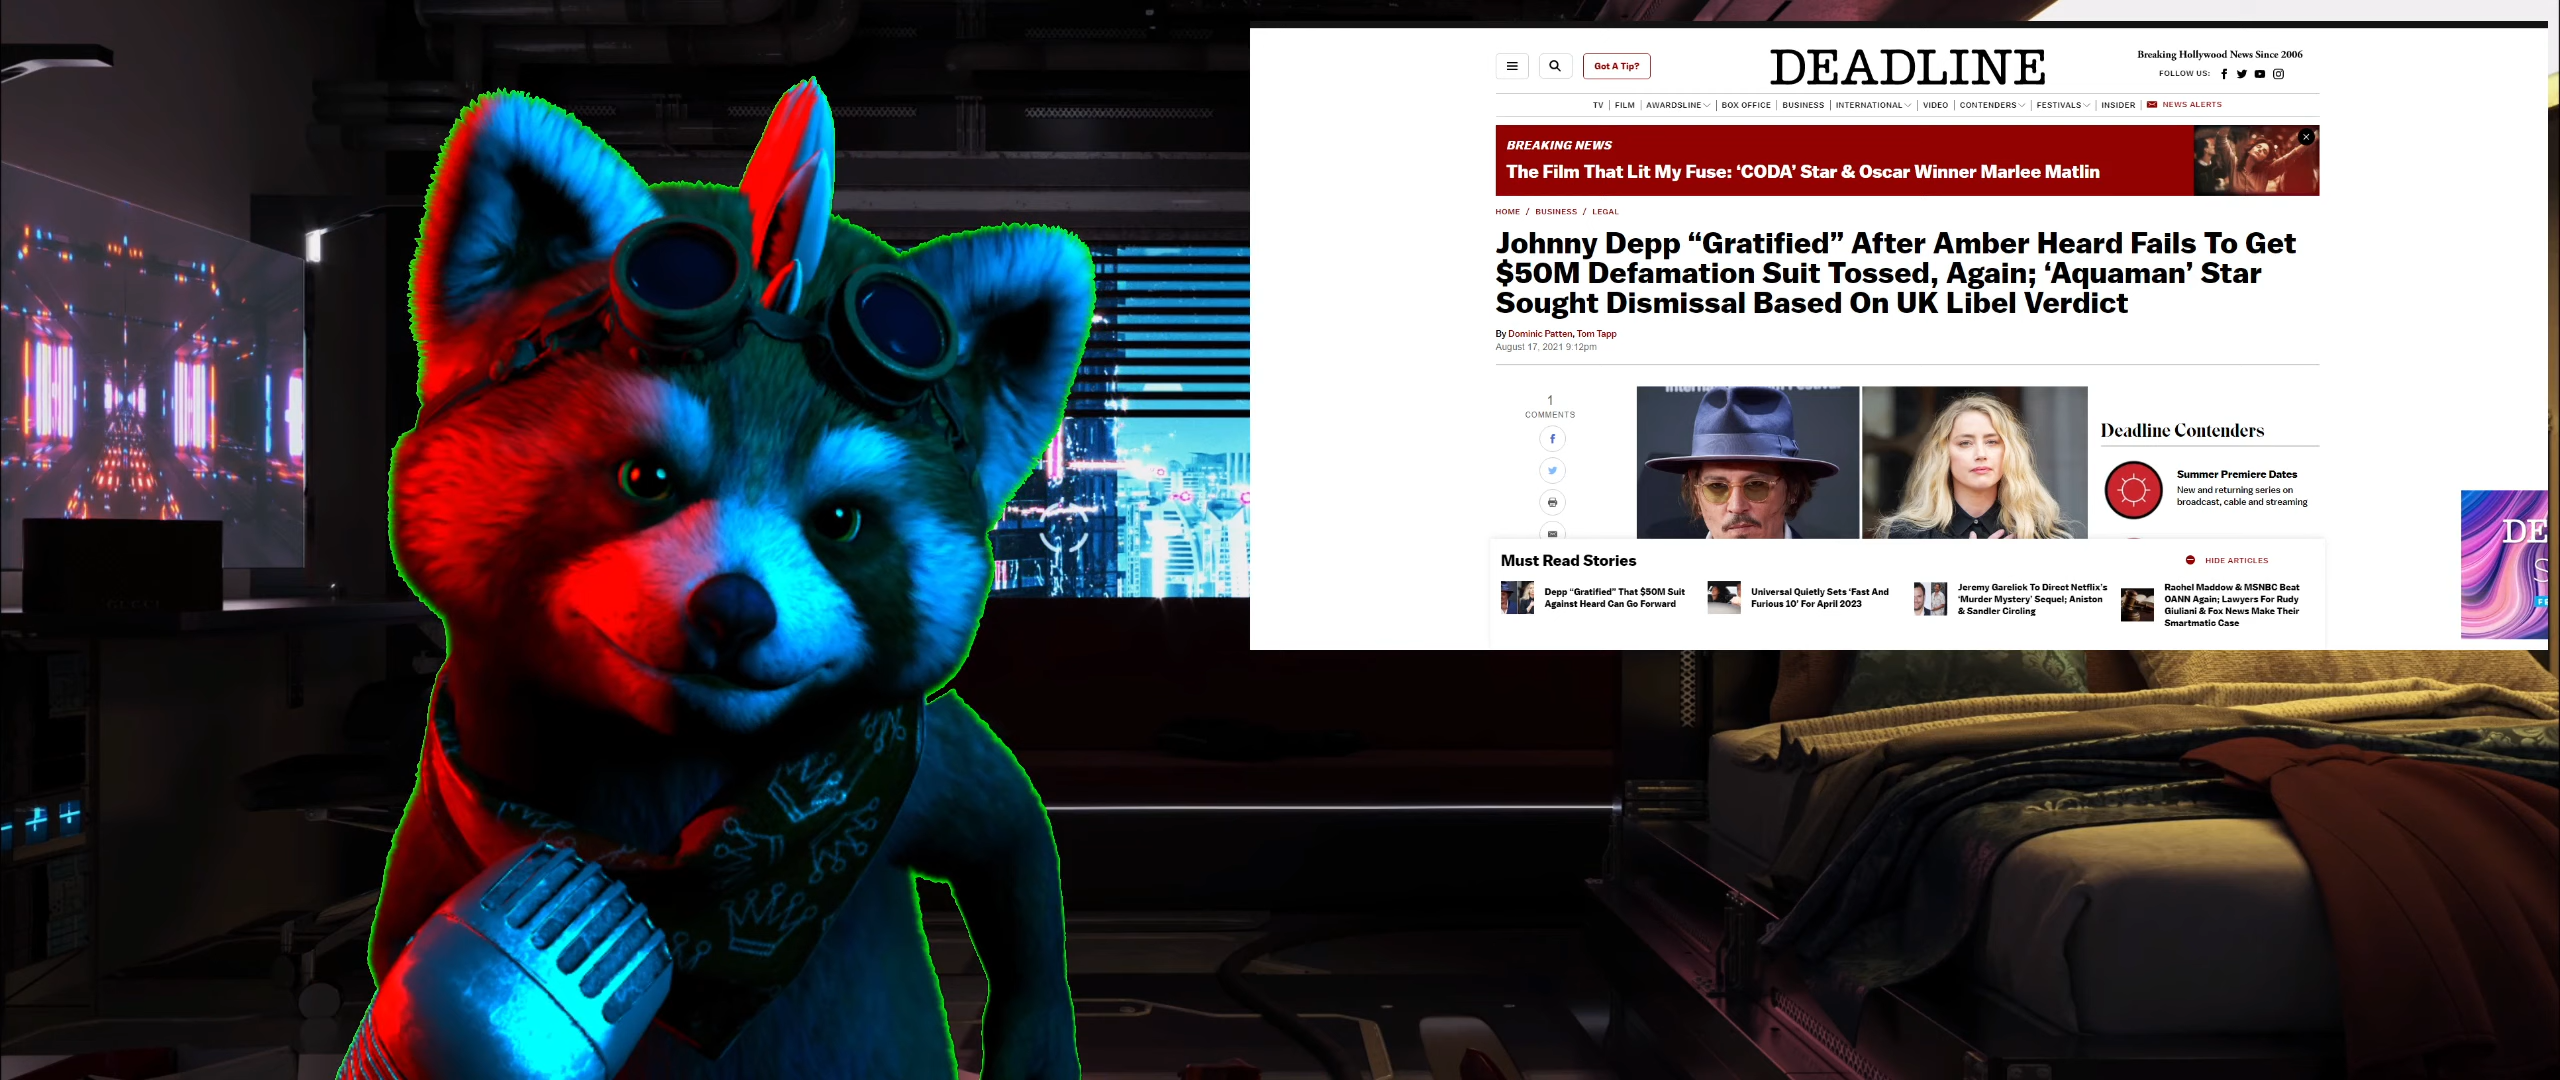 Got A Tip?
DEADLINE
Breaking Hollywood News Since 2006
FOLLOW US:
TV | FILM | AWARDSLINE | BOX OFFICE | BUSINESS | INTERNATIONAL | VIDEO | CONTENDERS | FESTIVALS | INSIDER | NEWS ALERTS
BREAKING NEWS
The Film That Lit My Fuse: ‘CODA’ Star & Oscar Winner Marlee Matlin
HOME / BUSINESS / LEGAL
Johnny Depp “Gratified” After Amber Heard Fails To Get
$50M Defamation Suit Tossed, Again; ‘Aquaman’ Star
Sought Dismissal Based On UK Libel Verdict
By Dominic Patten, Tom Tapp
August 17, 2021 9:12pm
1
COMMENTS
Deadline Contenders
Summer Premiere Dates
New and returning series on
broadcast, cable and streaming
DE
Must Read Stories
HIDE ARTICLES
Depp “Gratified” That $50M Suit
Against Heard Can Go Forward
Universal Quietly Sets ‘Fast And
Furious 10’ For April 2023
Jeremy Garelick To Direct Netflix’s
‘Murder Mystery’ Sequel; Aniston
& Sandler Circling
Rachel Maddow & MSNBC Beat
OANN Again; Lawyers For Rudy
Giuliani & Fox News Make Their
Smartmatic Case
GUCCI